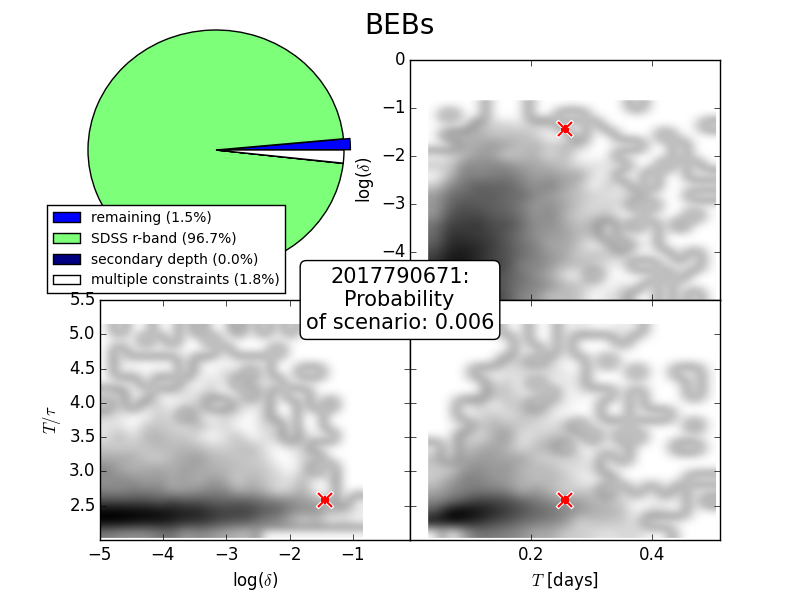 BEBs
remaining (1.5%)
SDSS r-band (96.7%)
secondary depth (0.0%)
multiple constraints (1.8%)
0
−1
−2
−3
−4
log(δ)
2017790671:
Probability
of scenario: 0.006
5.5
5.0
4.5
4.0
3.5
3.0
2.5
T/τ
−5 −4 −3 −2 −1
log(δ)
0.2 0.4
T [days]